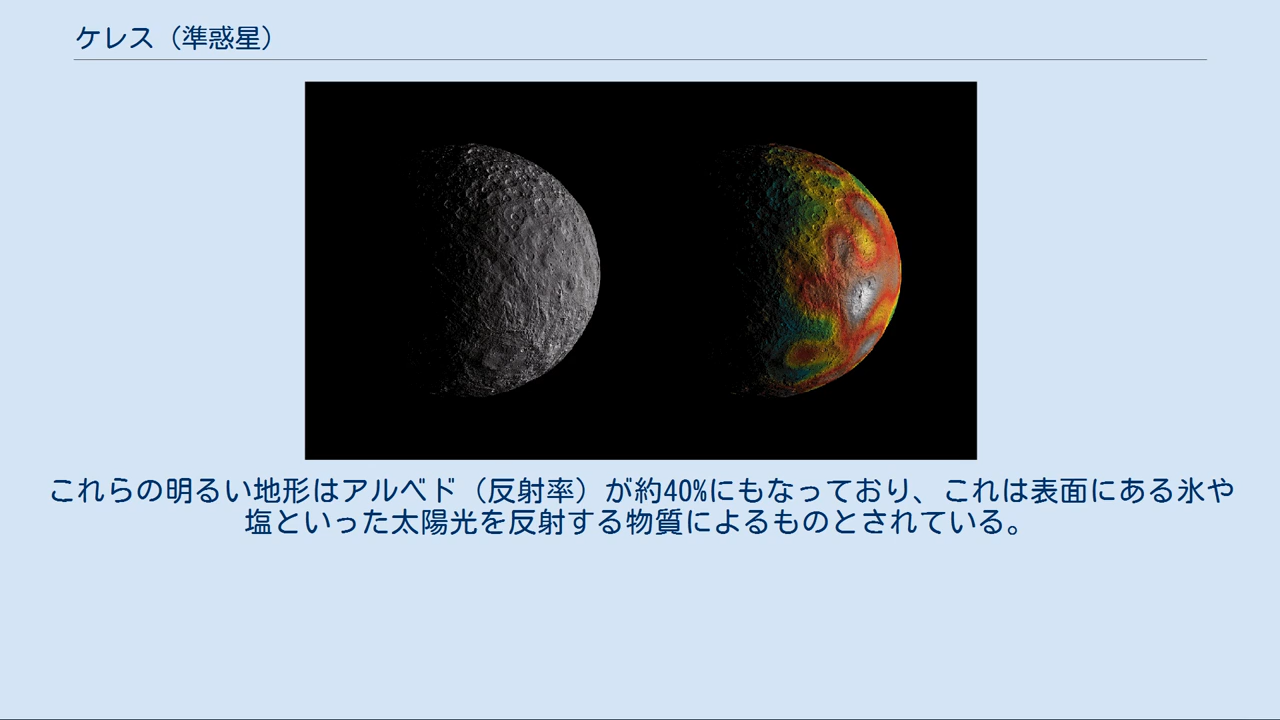 ケレス（準惑星）
これらの明るい地形はアルベド（反射率）が約40%にもなっており、これは表面にある氷や
塩といった太陽光を反射する物質によるものとされている。